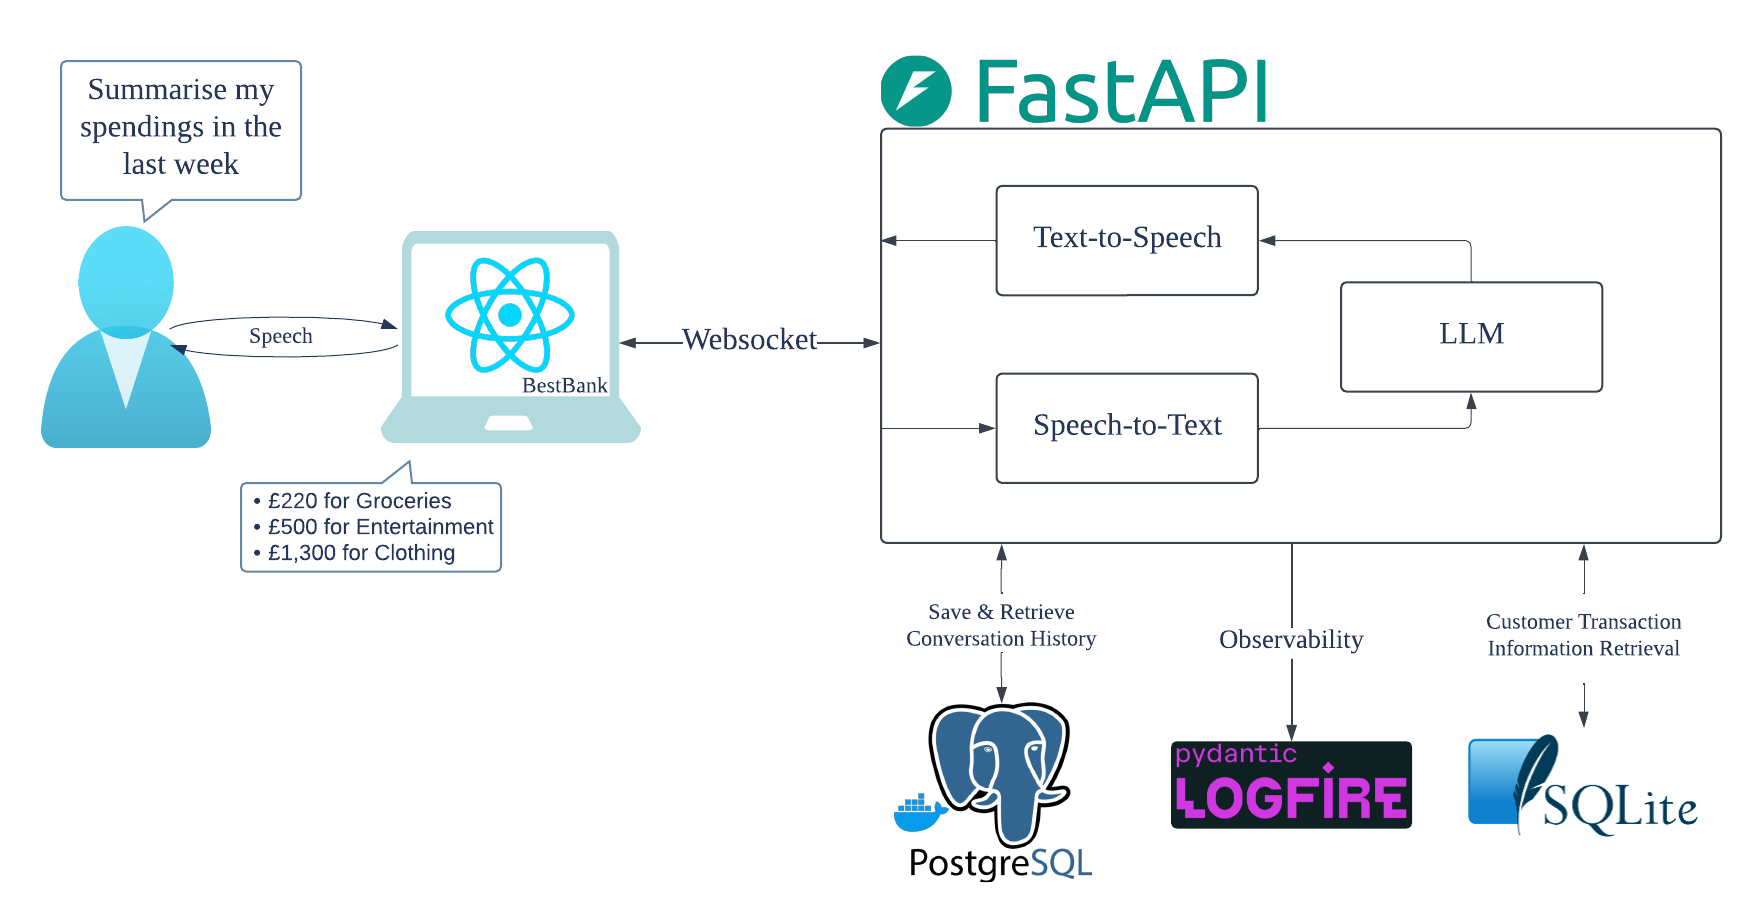 Summarise my
spendings in the
last week
Speech
BestBank
• £220 for Groceries
• £500 for Entertainment
• £1,300 for Clothing
Websocket
FastAPI
Text-to-Speech
LLM
Speech-to-Text
Save & Retrieve
Conversation History
Observability
Customer Transaction
Information Retrieval
PostgreSQL
pydantic
LOGFIRE
SQLite